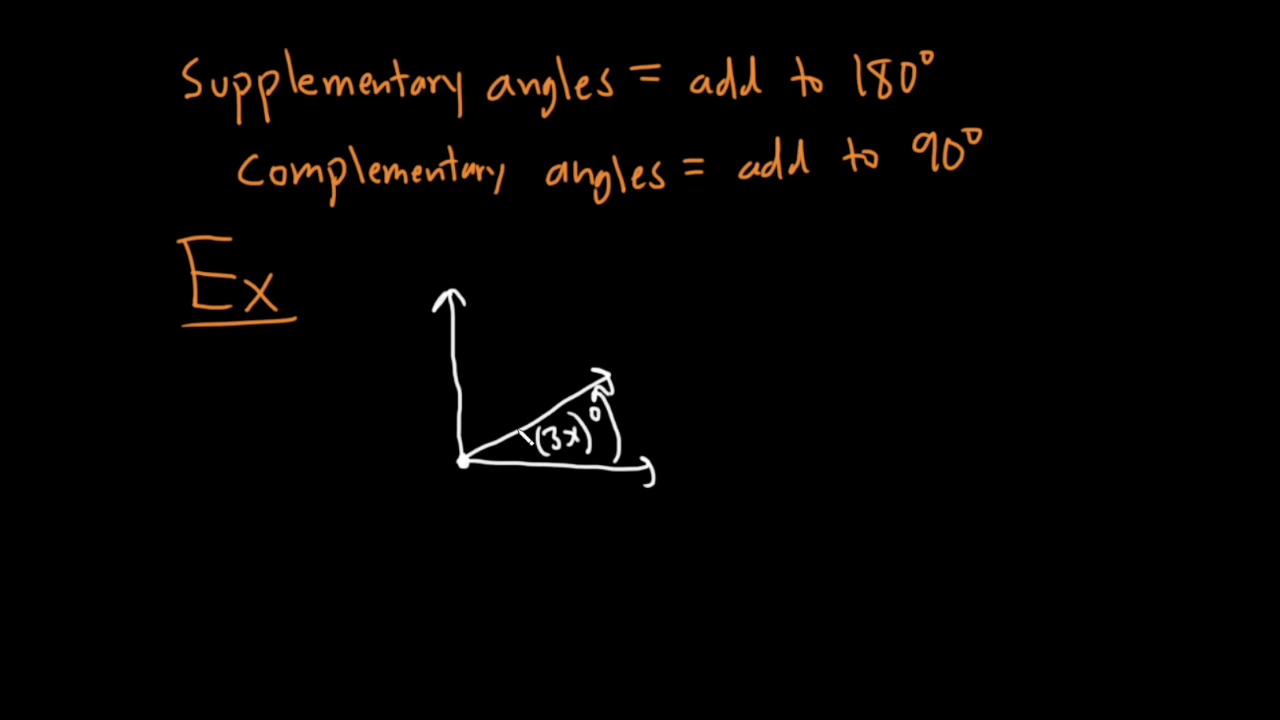 Supplementary angles = add to 180°
Complementary angles = add to 90°
Ex
(3x)°